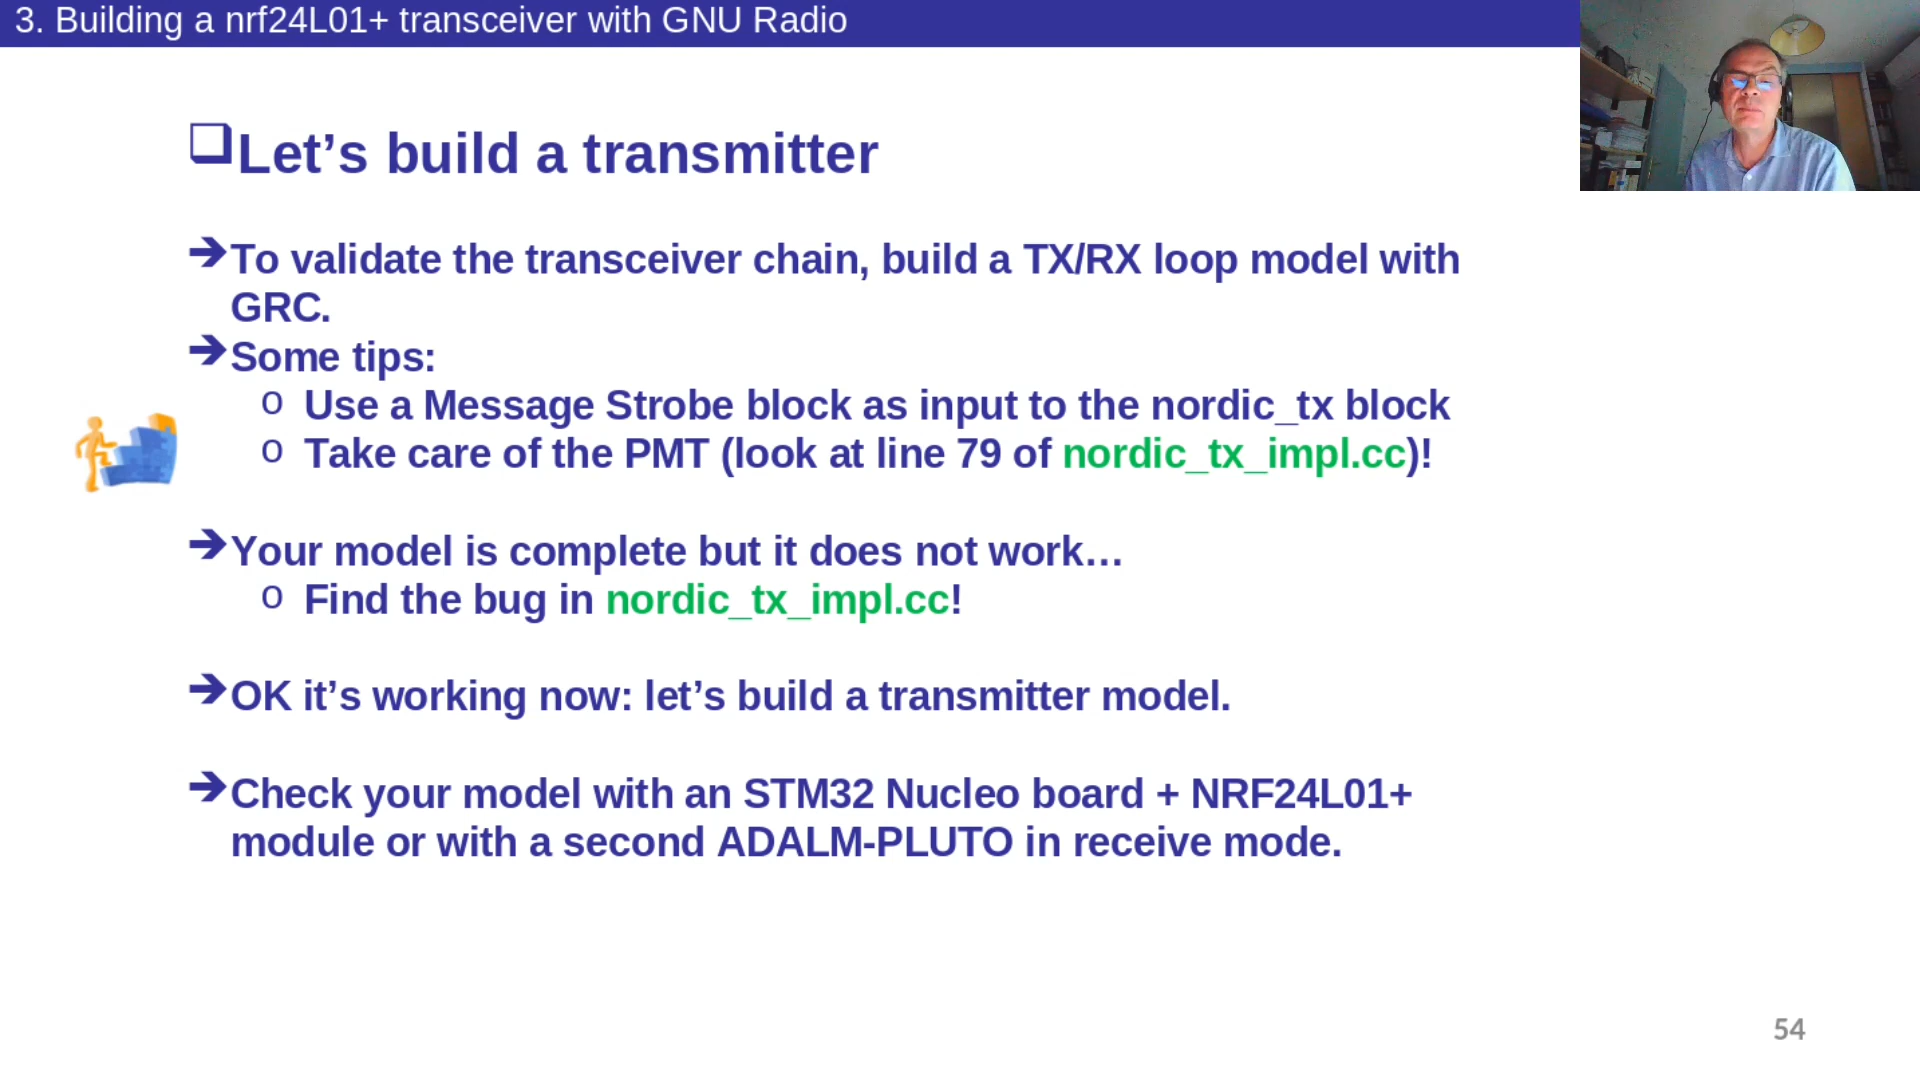 3. Building a nrf24L01+ transceiver with GNU Radio
Let’s build a transmitter
To validate the transceiver chain, build a TX/RX loop model with
GRC.
Some tips:
o Use a Message Strobe block as input to the nordic_tx block
o Take care of the PMT (look at line 79 of nordic_tx_impl.cc)!
Your model is complete but it does not work…
o Find the bug in nordic_tx_impl.cc!
OK it’s working now: let’s build a transmitter model.
Check your model with an STM32 Nucleo board + NRF24L01+
module or with a second ADALM-PLUTO in receive mode.
54